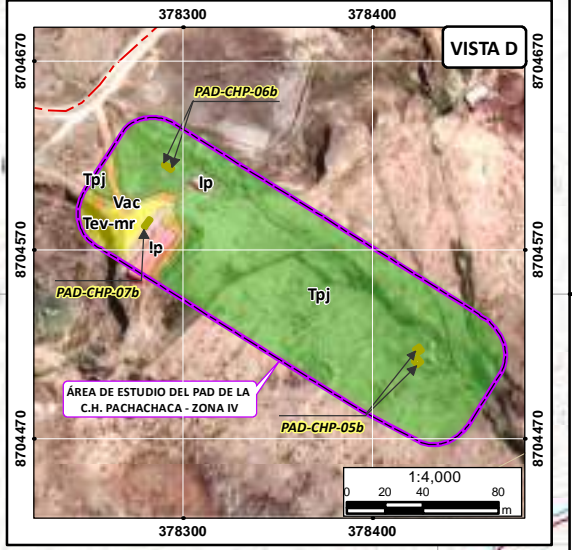 378300 378400
8704670 8704670
VISTA D
PAD-CHP-06b
Tpj
Ip
Vac
Tev-mr
Ip
8704570 8704570
PAD-CHP-07b
Tpj
ÁREA DE ESTUDIO DEL PAD DE LA
C.H. PACHACHACA - ZONA IV
PAD-CHP-05b
8704470 8704470
1:4,000
0 20 40 80
m
378300 378400